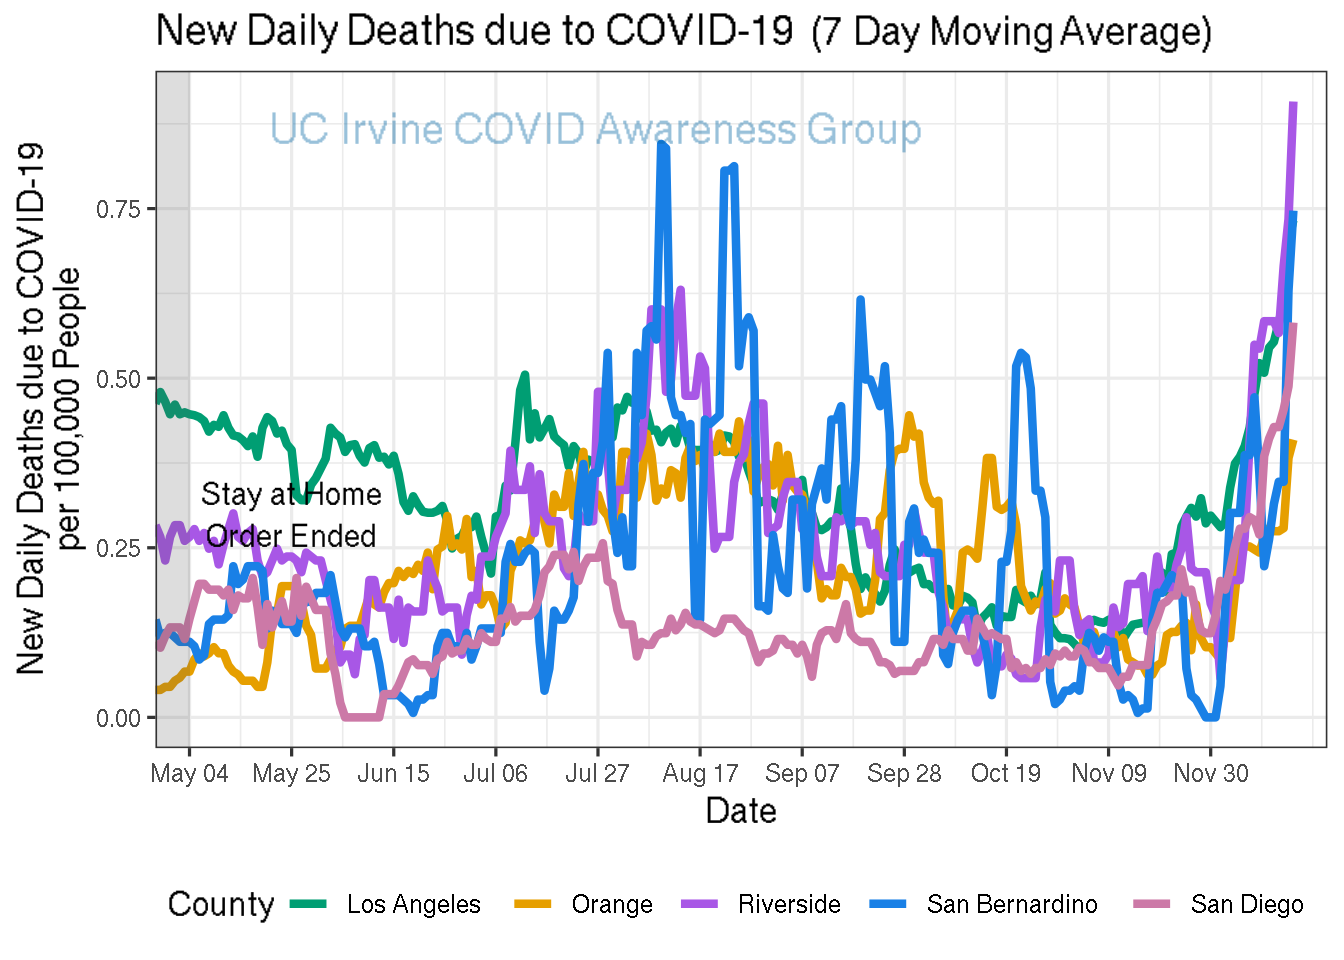 New Daily Deaths due to COVID-19 (7 Day Moving Average)
UC Irvine COVID Awareness Group
New Daily Deaths due to COVID-19
per 100,000 People
0.75
0.50
0.25
0.00
Stay at Home
Order Ended
May 04 May 25 Jun 15 Jul 06 Jul 27 Aug 17 Sep 07 Sep 28 Oct 19 Nov 09 Nov 30
Date
County Los Angeles Orange Riverside San Bernardino San Diego